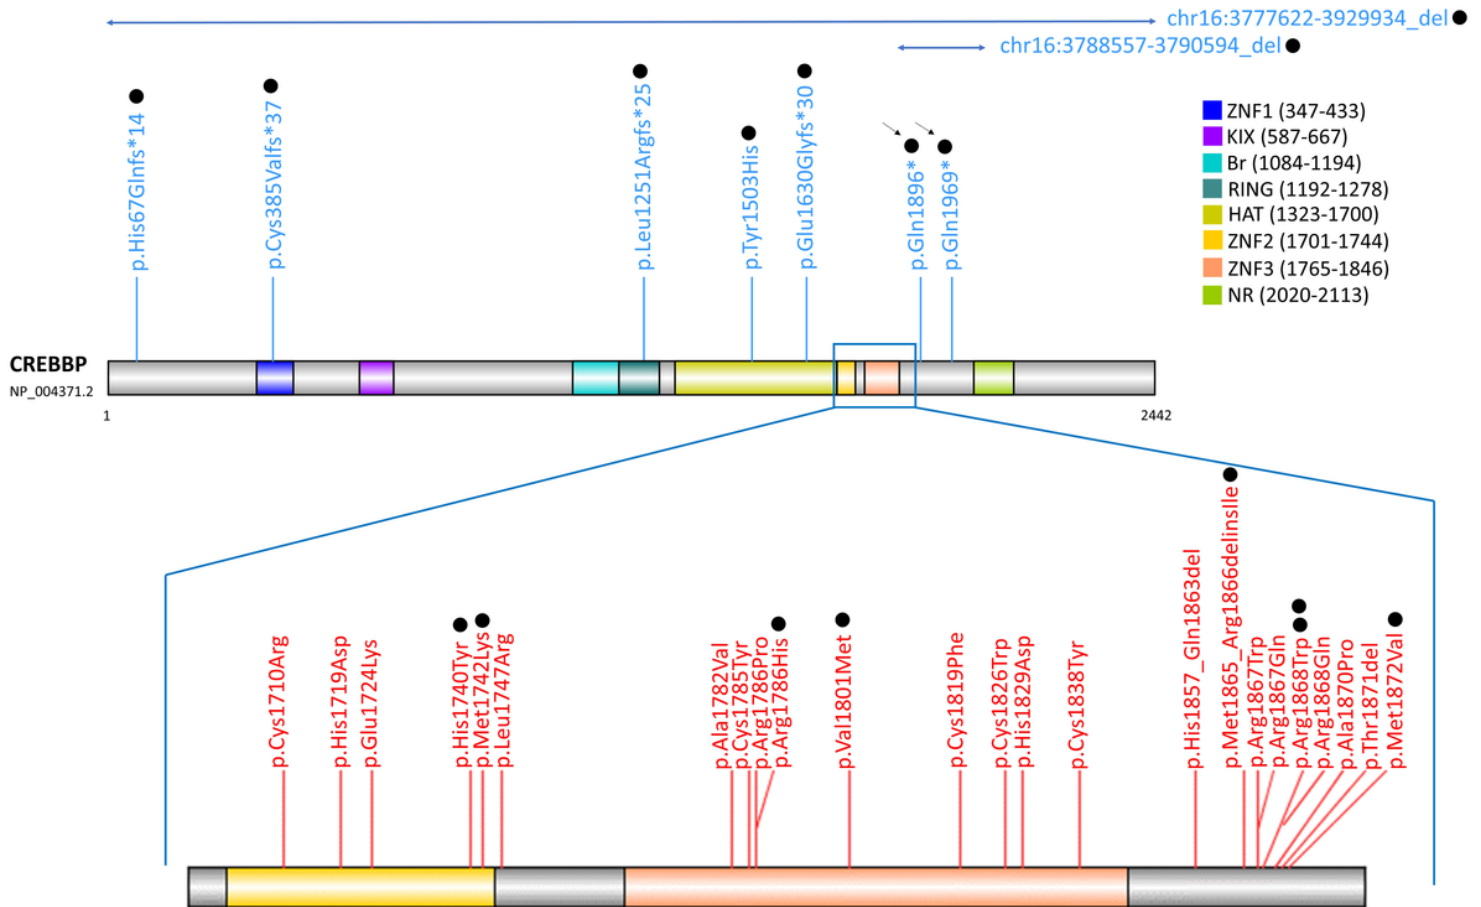 chr16:3777622-3929934_del
chr16:3788557-3790594_del
p.His67Glnfs*14
p.Cys385Valfs*37
p.Leu1251Argfs*25
p.Tyr1503His
p.Glu1630Glyfs*30
p.Gln1896*
p.Gln1969*
ZNF1 (347-433)
KIX (587-667)
Br (1084-1194)
RING (1192-1278)
HAT (1323-1700)
ZNF2 (1701-1744)
ZNF3 (1765-1846)
NR (2020-2113)
CREBBP
NP_004371.2
1
2442
p.Cys1710Arg
p.His1719Asp
p.Glu1724Lys
p.His1740Tyr
p.Met1742Lys
p.Leu1747Arg
p.Ala1782Val
p.Cys1785Tyr
p.Arg1786Pro
p.Arg1786His
p.Val1801Met
p.Cys1819Phe
p.Cys1826Trp
p.His1829Asp
p.Cys1838Tyr
p.His1857_Gln1863del
p.Met1865_Arg1866delinsIle
p.Arg1867Trp
p.Arg1867Gln
p.Arg1868Trp
p.Arg1868Gln
p.Ala1870Pro
p.Thr1871del
p.Met1872Val